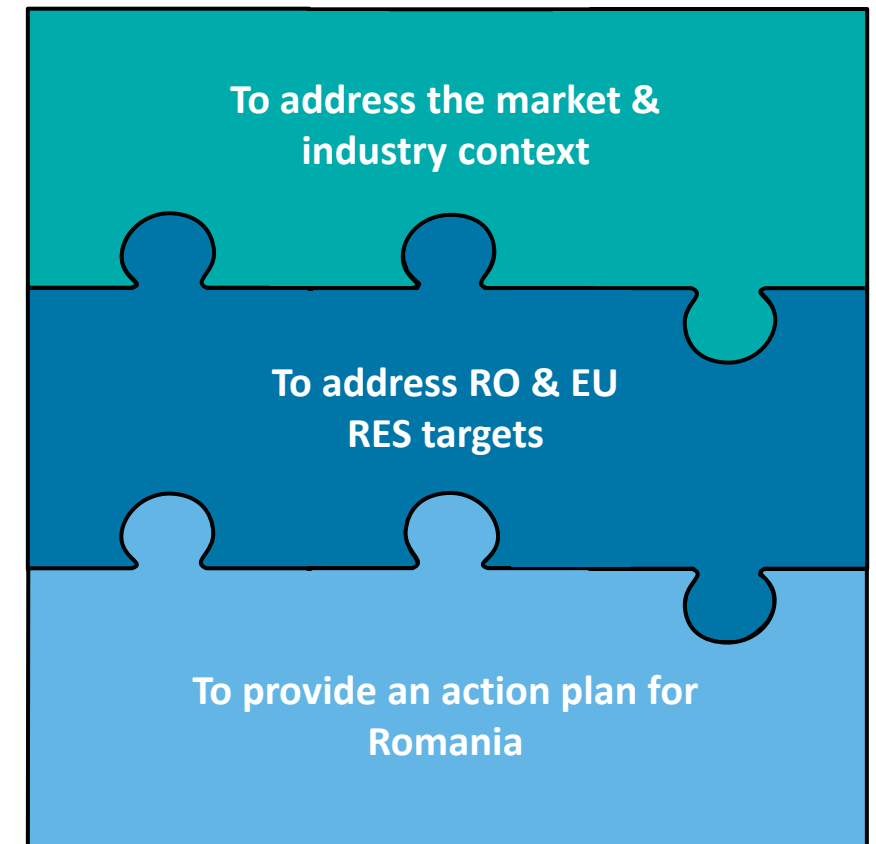 To address the market &
industry context
To address RO & EU
RES targets
To provide an action plan for
Romania